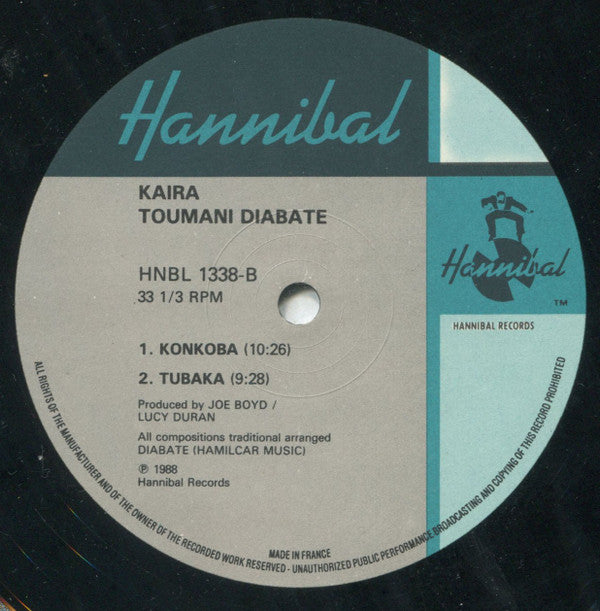 Hannibal
KAIRA
TOUMANI DIABATE
HNBL 1338-B
33 1/3 RPM
1. KONKOBA (10:26)
2. TUBAKA (9:28)
Produced by JOE BOYD /
LUCY DURAN
All compositions traditional arranged
DIABATE (HAMILCAR MUSIC)
℗ 1988
Hannibal Records
Hannibal
TM
HANNIBAL RECORDS
MADE IN FRANCE
ALL RIGHTS OF THE MANUFACTURER AND OF THE OWNER OF THE RECORDED WORK RESERVED - UNAUTHORIZED PUBLIC PERFORMANCE BROADCASTING AND COPYING OF THIS RECORD PROHIBITED